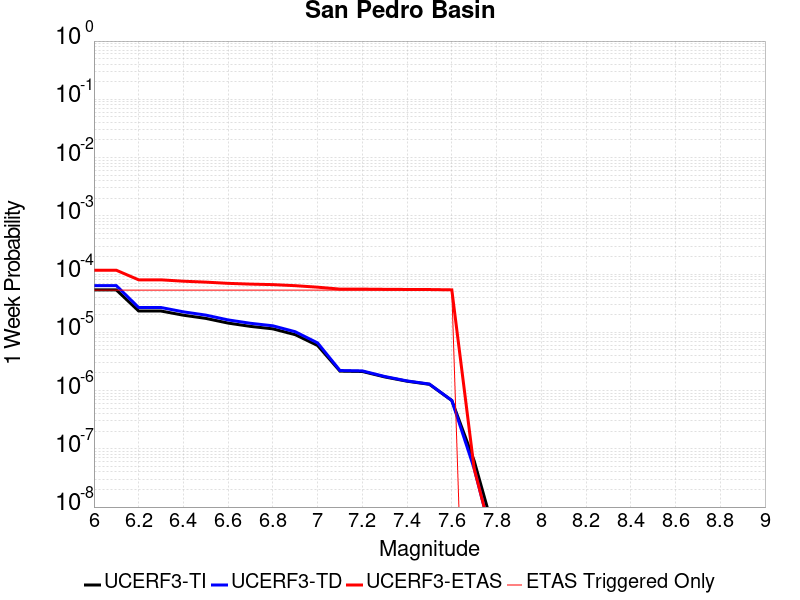 San Pedro Basin
10^0
10^-1
10^-2
10^-3
10^-4
10^-5
10^-6
10^-7
10^-8
1 Week Probability
6 6.2 6.4 6.6 6.8 7 7.2 7.4 7.6 7.8 8 8.2 8.4 8.6 8.8 9
Magnitude
UCERF3-TI UCERF3-TD UCERF3-ETAS ETAS Triggered Only